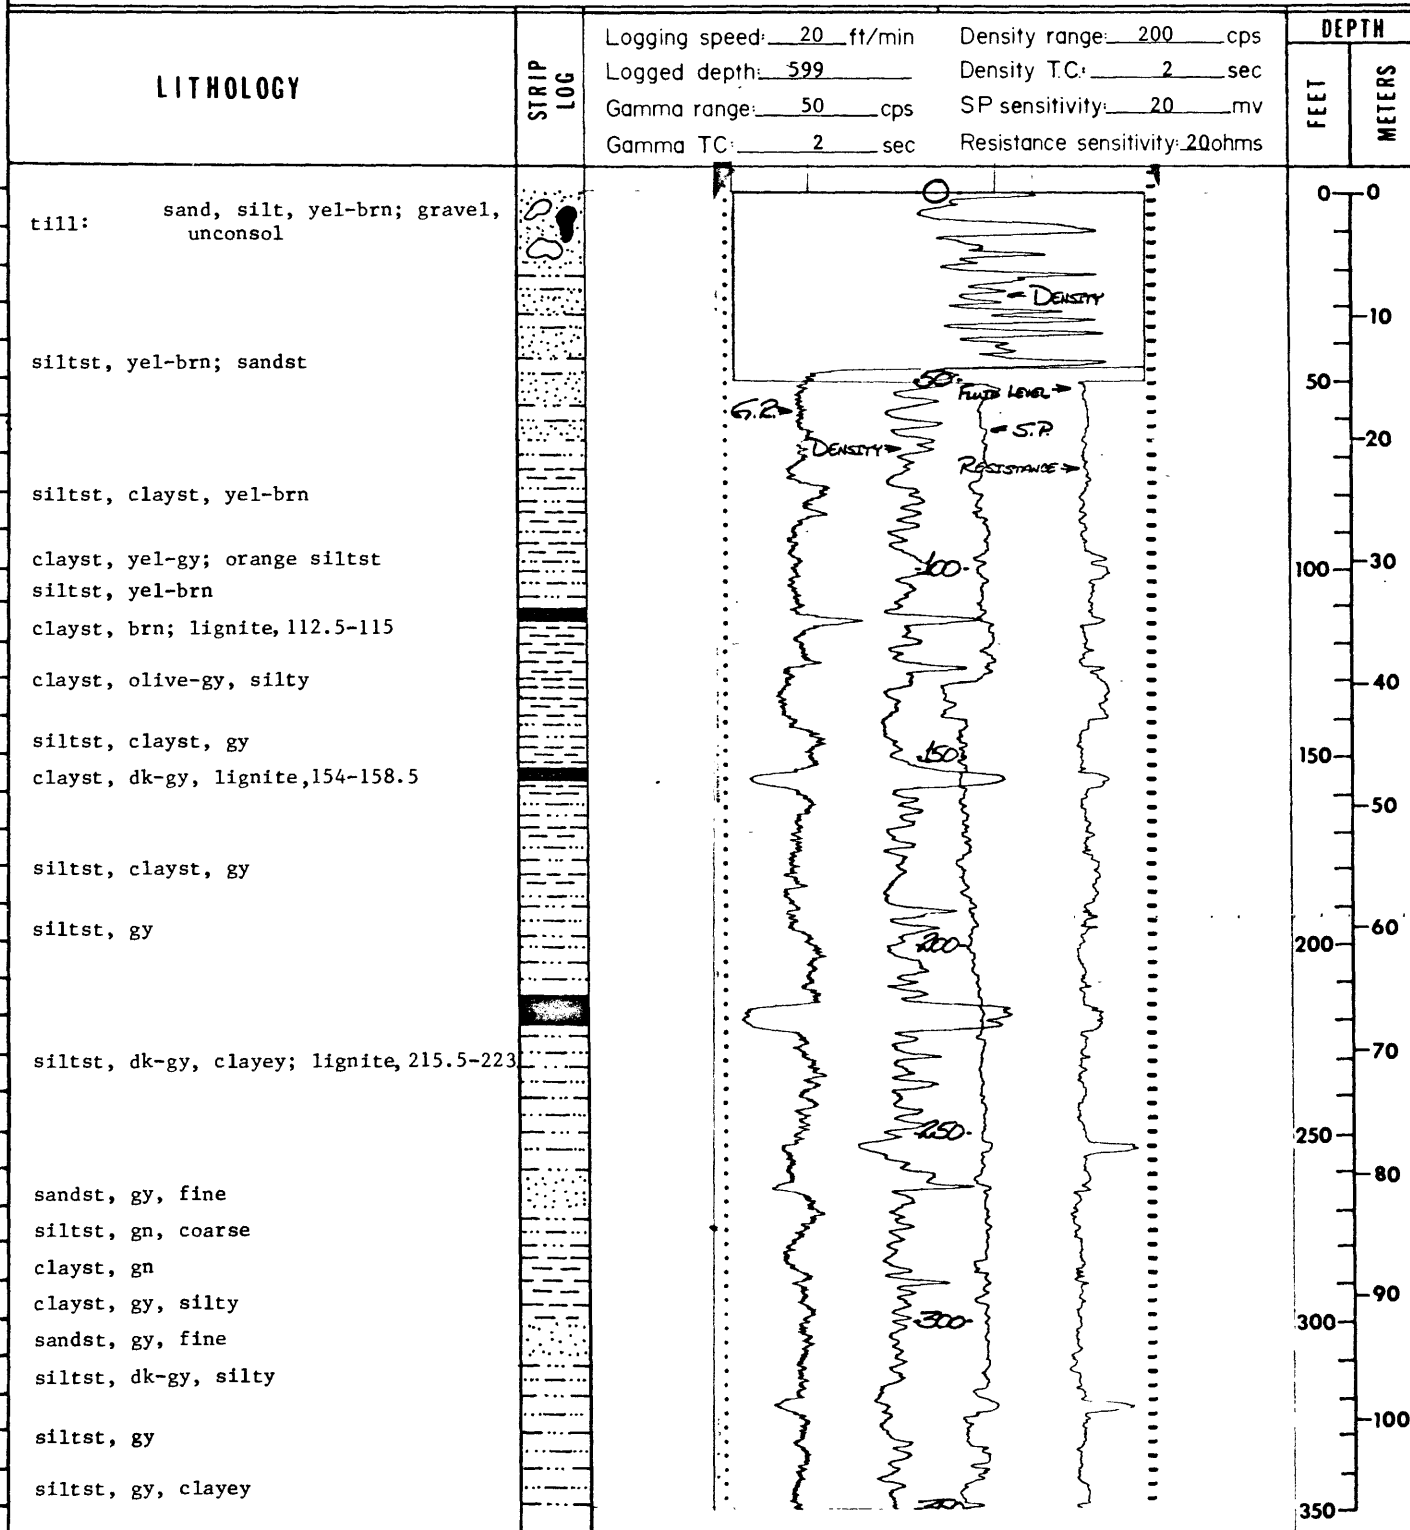 LITHOLOGY
STRIP LOG
Logging speed: 20 ft/min
Logged depth: 599
Gamma range: 50 cps
Gamma TC: 2 sec
Density range: 200 cps
Density T.C.: 2 sec
SP sensitivity: 20 mv
Resistance sensitivity: 20 ohms
DEPTH
FEET
METERS
till: sand, silt, yel-brn; gravel,
unconsol
siltst, yel-brn; sandst
siltst, clayst, yel-brn
clayst, yel-gy; orange siltst
siltst, yel-brn
clayst, brn; lignite, 112.5-115
clayst, olive-gy, silty
siltst, clayst, gy
clayst, dk-gy, lignite, 154-158.5
siltst, clayst, gy
siltst, gy
siltst, dk-gy, clayey; lignite, 215.5-223
sandst, gy, fine
siltst, gn, coarse
clayst, gn
clayst, gy, silty
sandst, gy, fine
siltst, dk-gy, silty
siltst, gy
siltst, gy, clayey
0
DENSITY
50
FLUID LEVEL
G.R.
S.P.
DENSITY
RESISTANCE
100
150
200
250
300
0
50
100
150
200
250
300
350
0
10
20
30
40
50
60
70
80
90
100